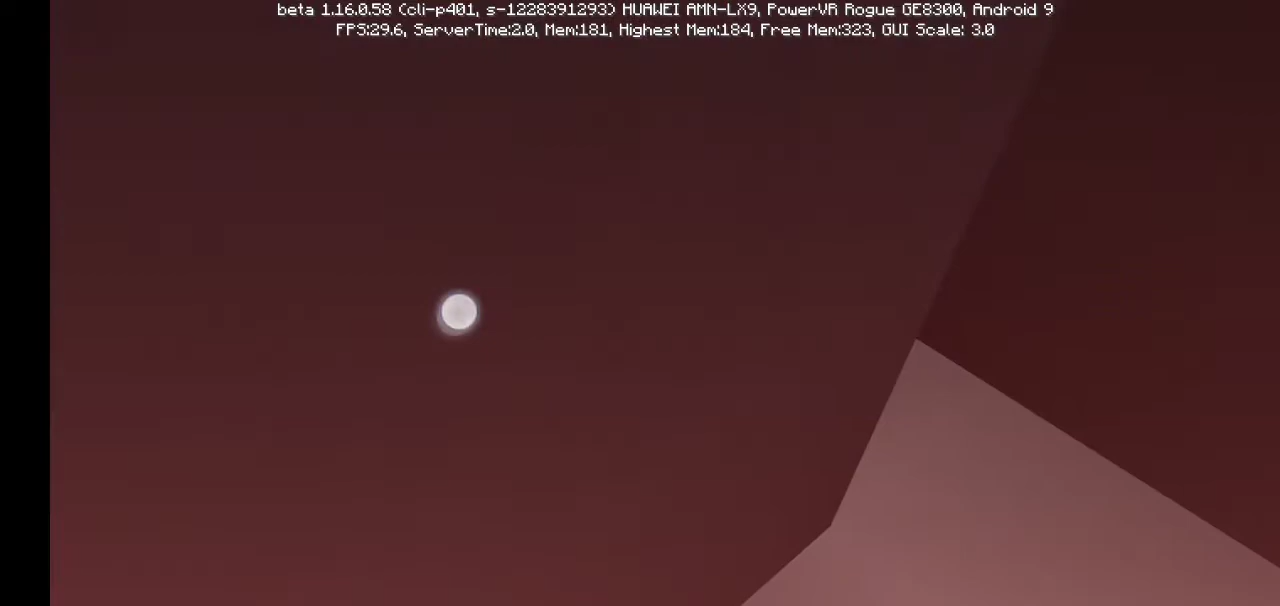 beta 1.16.0.58 (cli-p401, s-1228391293) HUAWEI AMN-LX9, PowerVR Rogue GE8300, Android 9
FPS:29.6, ServerTime:2.0, Mem:181, Highest Mem:184, Free Mem:323, GUI Scale: 3.0